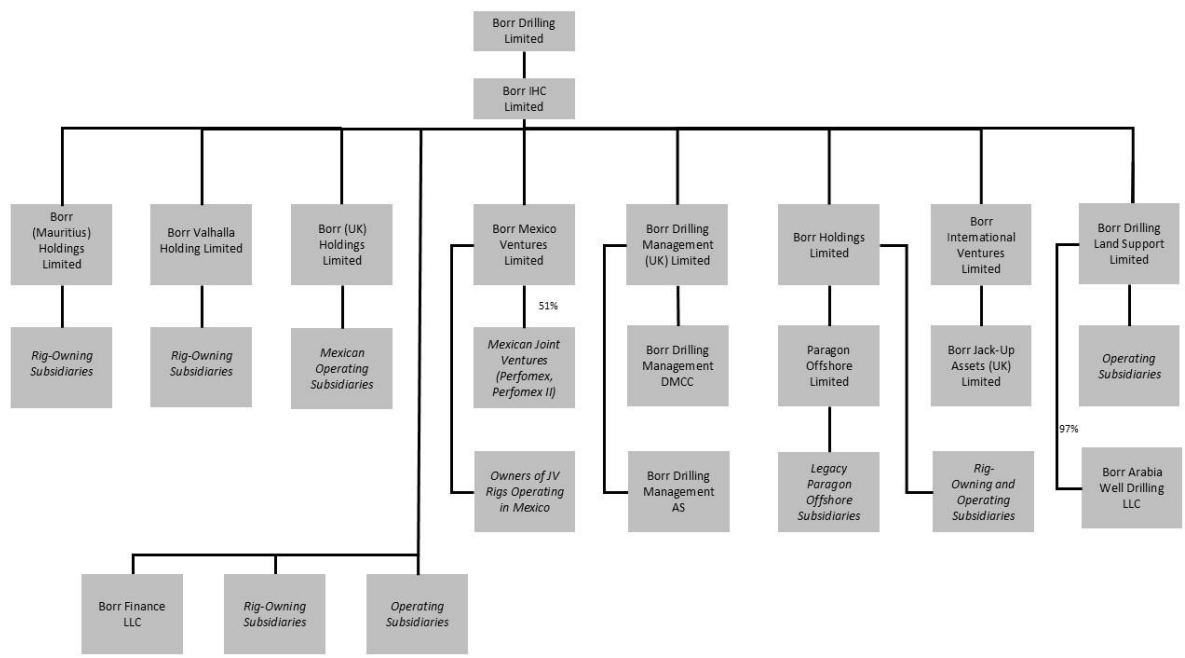 Borr Drilling
Limited
Borr IHC
Limited
Borr
(Mauritius)
Holdings
Limited
Borr Valhalla
Holding Limited
Borr (UK)
Holdings
Limited
Borr Mexico
Ventures
Limited
Borr Drilling
Management
(UK) Limited
Borr Holdings
Limited
Borr
International
Ventures
Limited
Borr Drilling
Land Support
Limited
51%
Rig-Owning
Subsidiaries
Rig-Owning
Subsidiaries
Mexican
Operating
Subsidiaries
Mexican Joint
Ventures
(Perfomex,
Perfomex II)
Borr Drilling
Management
DMCC
Paragon
Offshore
Limited
Borr Jack-Up
Assets (UK)
Limited
Operating
Subsidiaries
97%
Owners of JV
Rigs Operating
in Mexico
Borr Drilling
Management
AS
Legacy
Paragon
Offshore
Subsidiaries
Rig-
Owning and
Operating
Subsidiaries
Borr Arabia
Well Drilling
LLC
Borr Finance
LLC
Rig-Owning
Subsidiaries
Operating
Subsidiaries